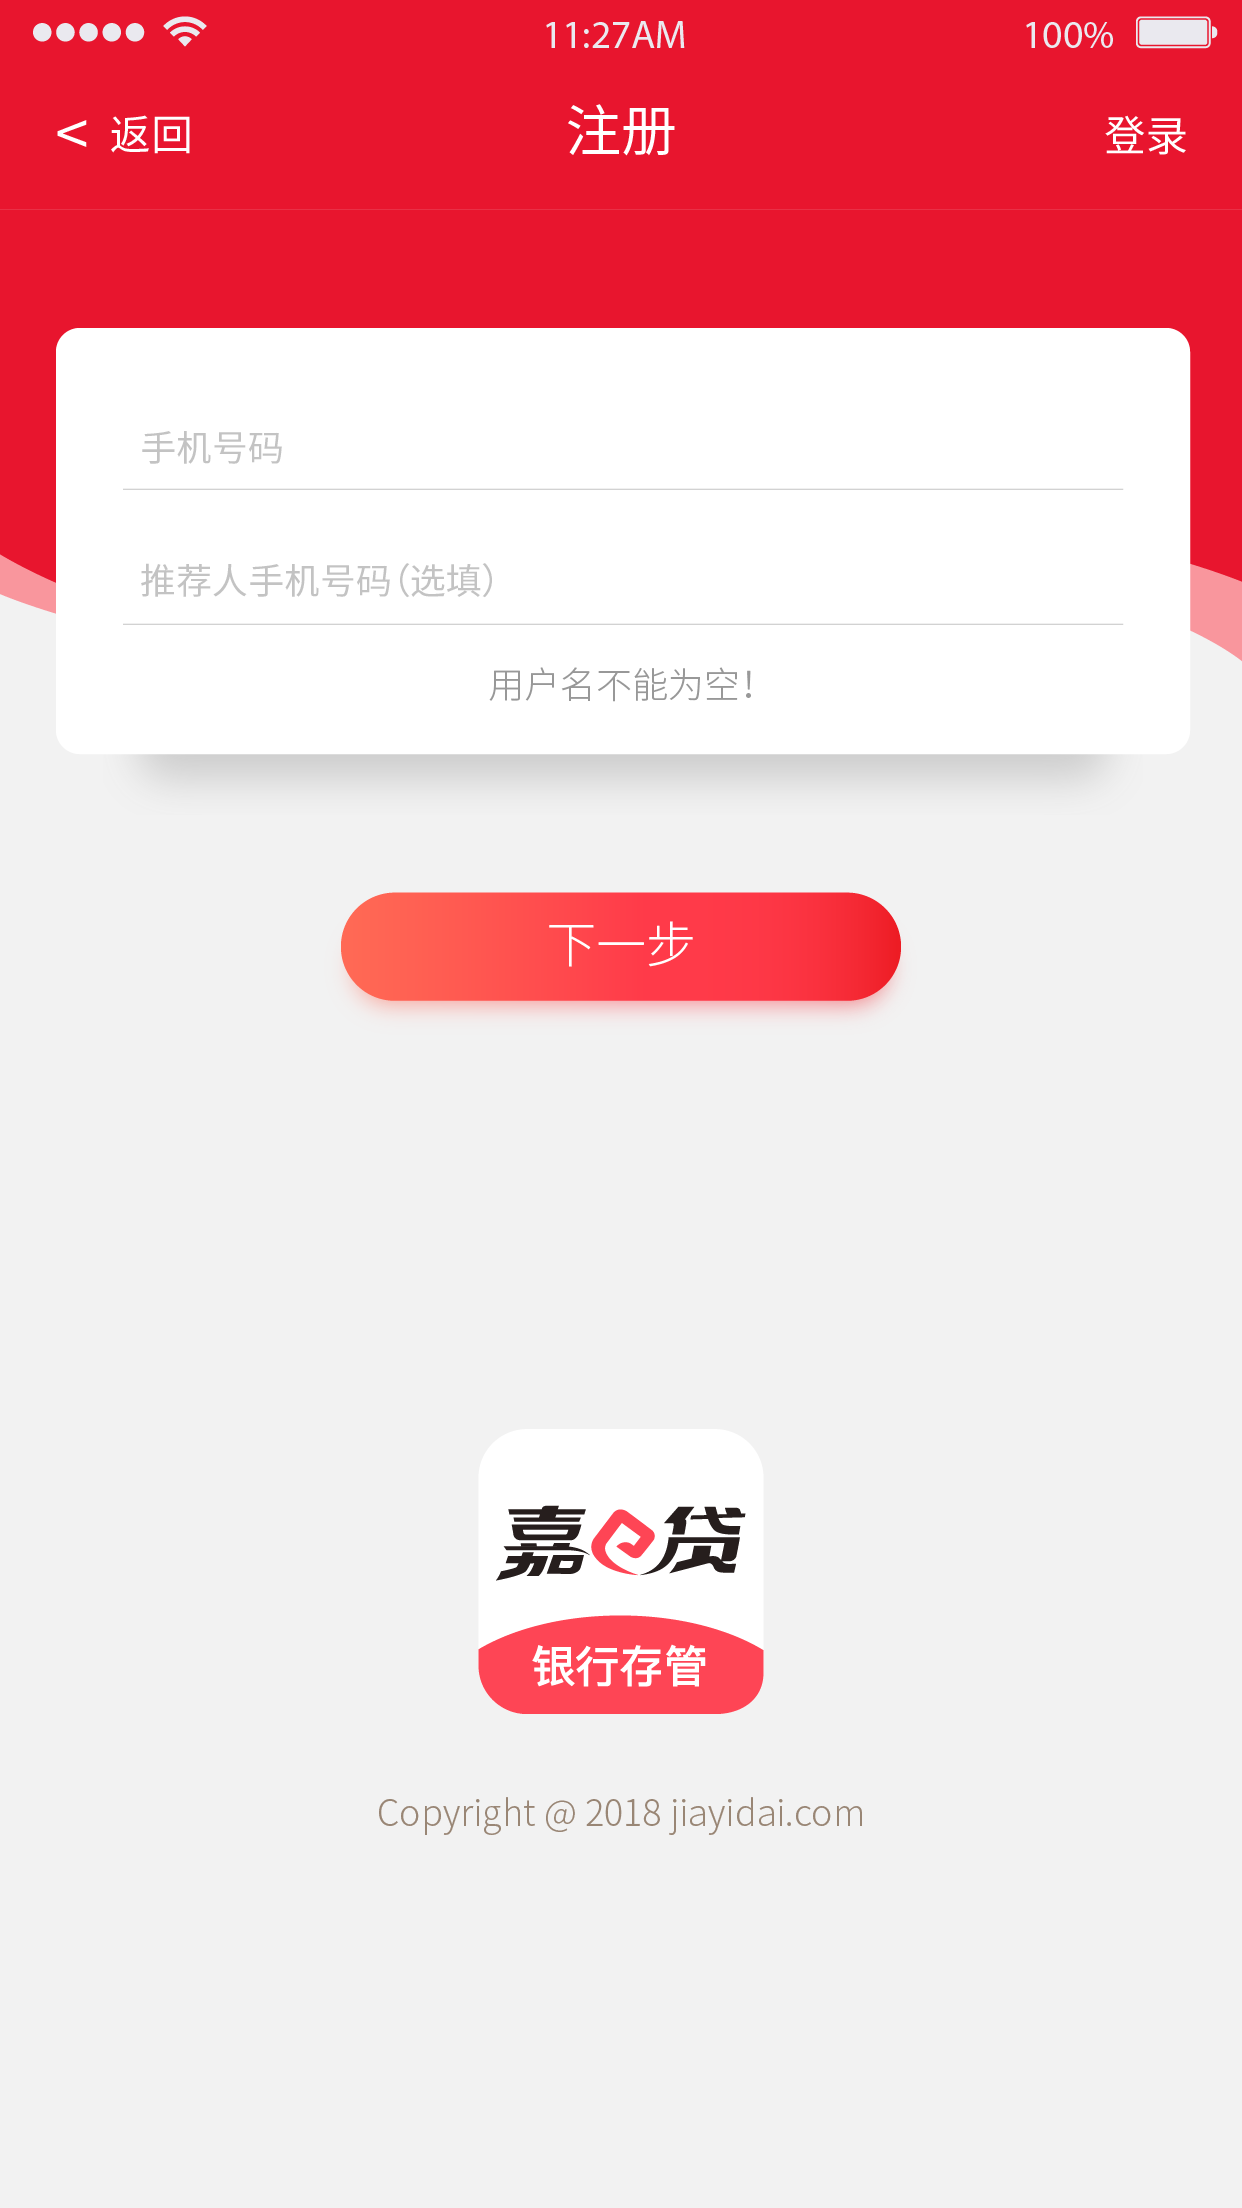 11:27AM 100%
< 返回 注册 登录
手机号码
推荐人手机号码（选填）
用户名不能为空！
下一步
嘉e贷
银行存管
Copyright @ 2018 jiayidai.com